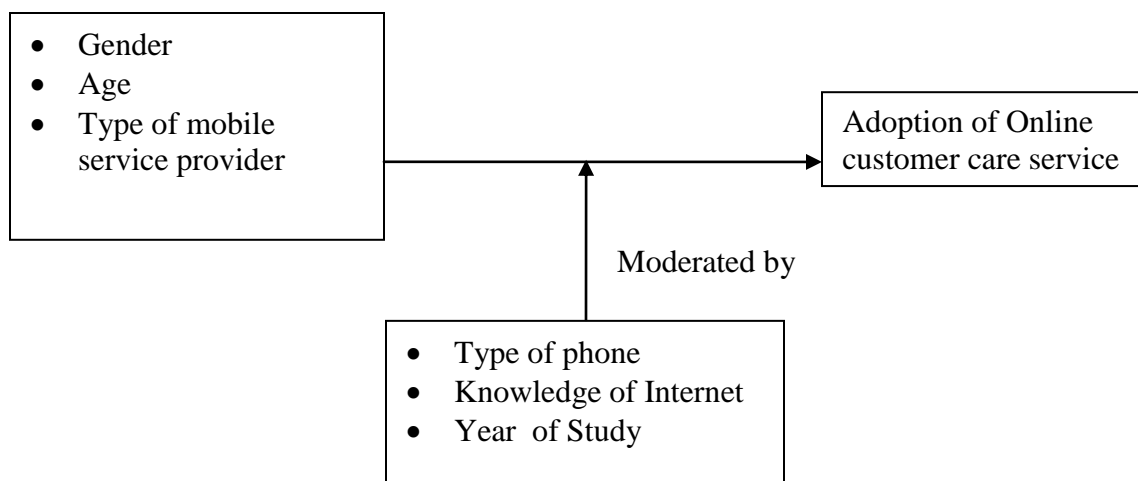 • Gender
• Age
• Type of mobile
service provider
Adoption of Online
customer care service
Moderated by
• Type of phone
• Knowledge of Internet
• Year of Study